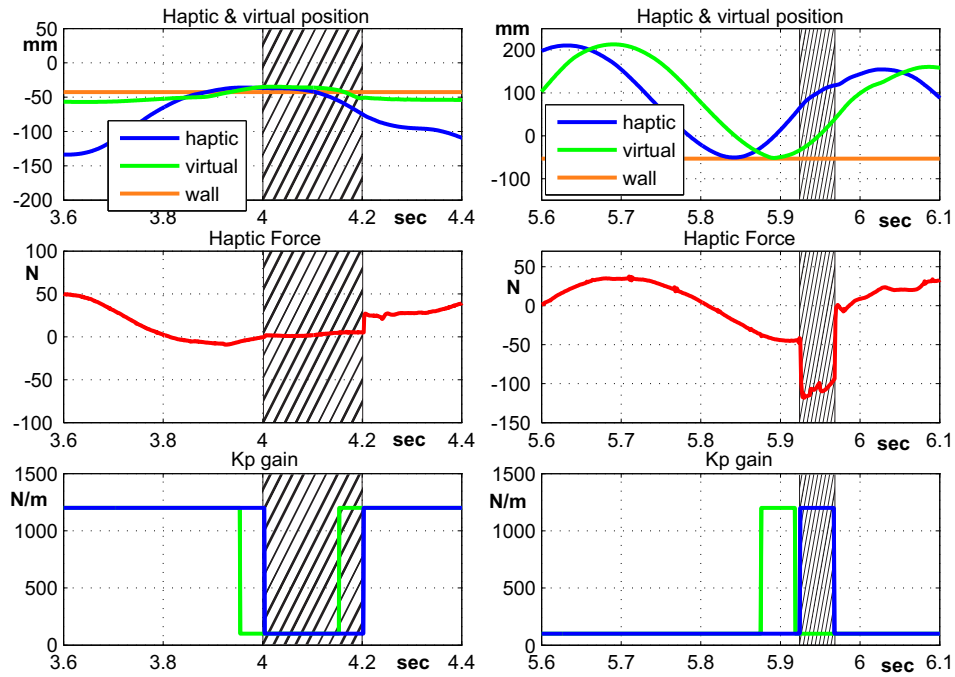 Haptic & virtual position
mm
50
0
-50
-100
-150
-200
haptic
virtual
wall
3.6
3.8
4
4.2
sec
4.4
Haptic Force
N
100
50
0
-50
-100
3.6
3.8
4
4.2
sec
4.4
Kp gain
N/m
1500
1000
500
0
3.6
3.8
4
4.2
sec
4.4
Haptic & virtual position
mm
200
100
0
-100
haptic
virtual
wall
5.6
5.7
5.8
5.9
6
sec
6.1
Haptic Force
N
50
0
-50
-100
-150
5.6
5.7
5.8
5.9
6
sec
6.1
Kp gain
N/m
1500
1000
500
0
5.6
5.7
5.8
5.9
6
sec
6.1